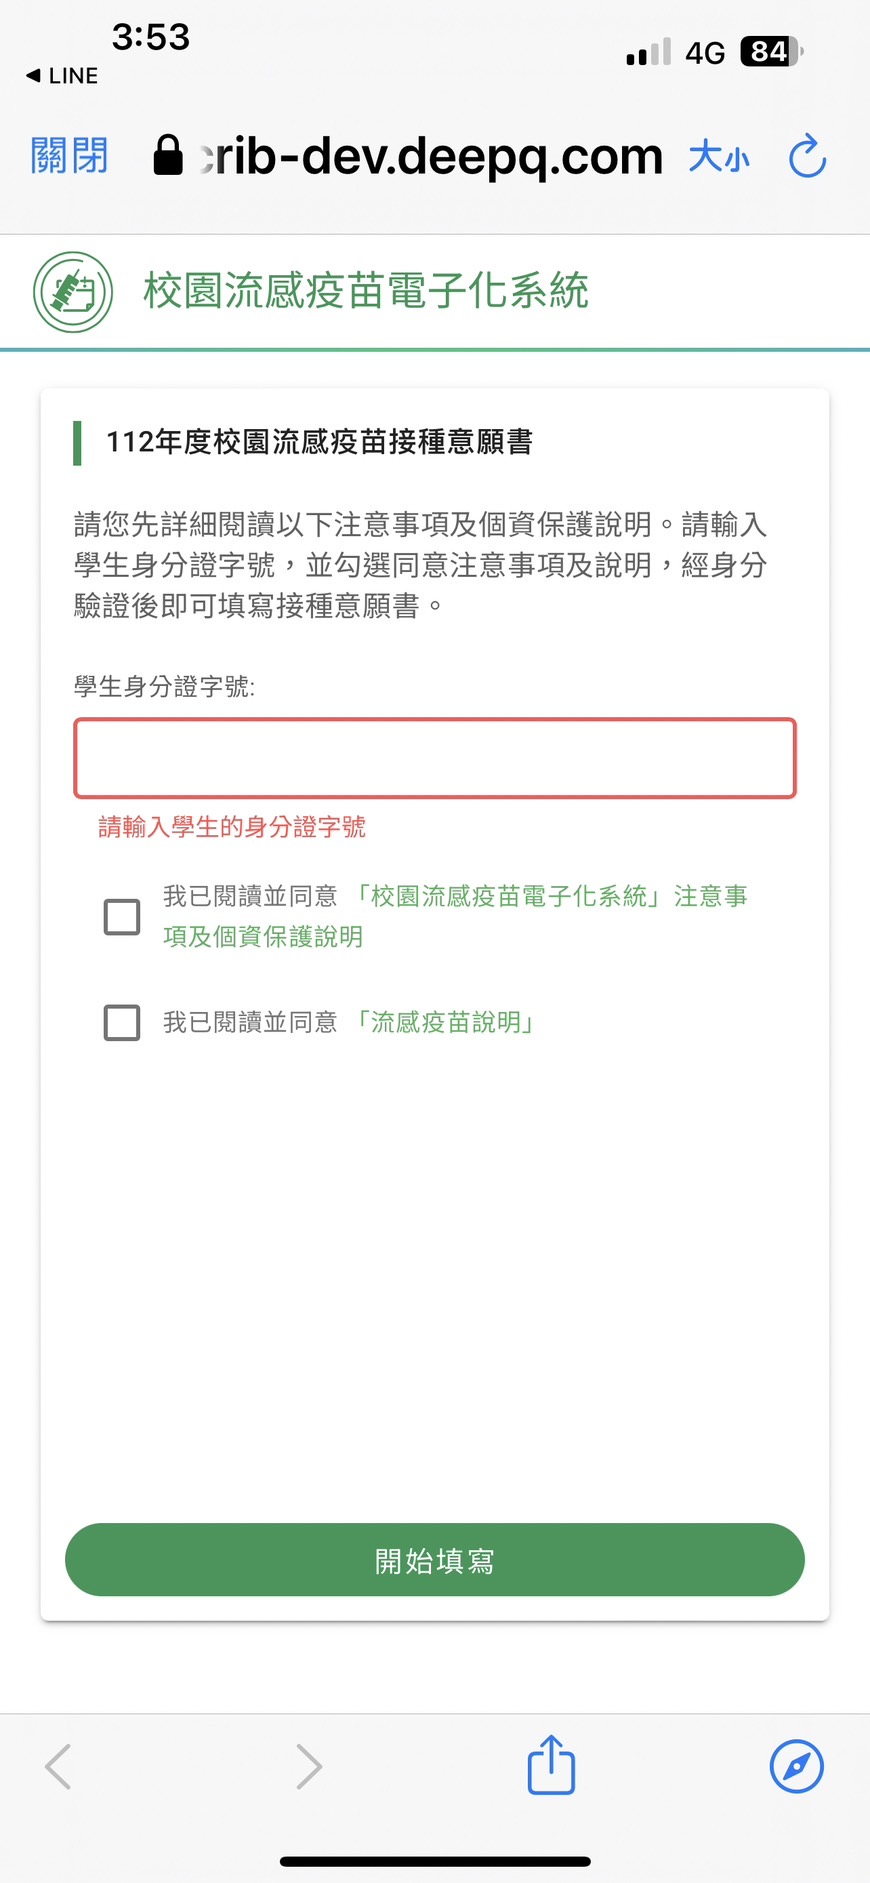 3:53
◀ LINE
4G 84
關閉
crib-dev.deepq.com
大小
校園流感疫苗電子化系統
112年度校園流感疫苗接種意願書
請您先詳細閱讀以下注意事項及個資保護說明。請輸入
學生身分證字號，並勾選同意注意事項及說明，經身分
驗證後即可填寫接種意願書。
學生身分證字號:
請輸入學生的身分證字號
我已閱讀並同意 「校園流感疫苗電子化系統」注意事
項及個資保護說明
我已閱讀並同意 「流感疫苗說明」
開始填寫